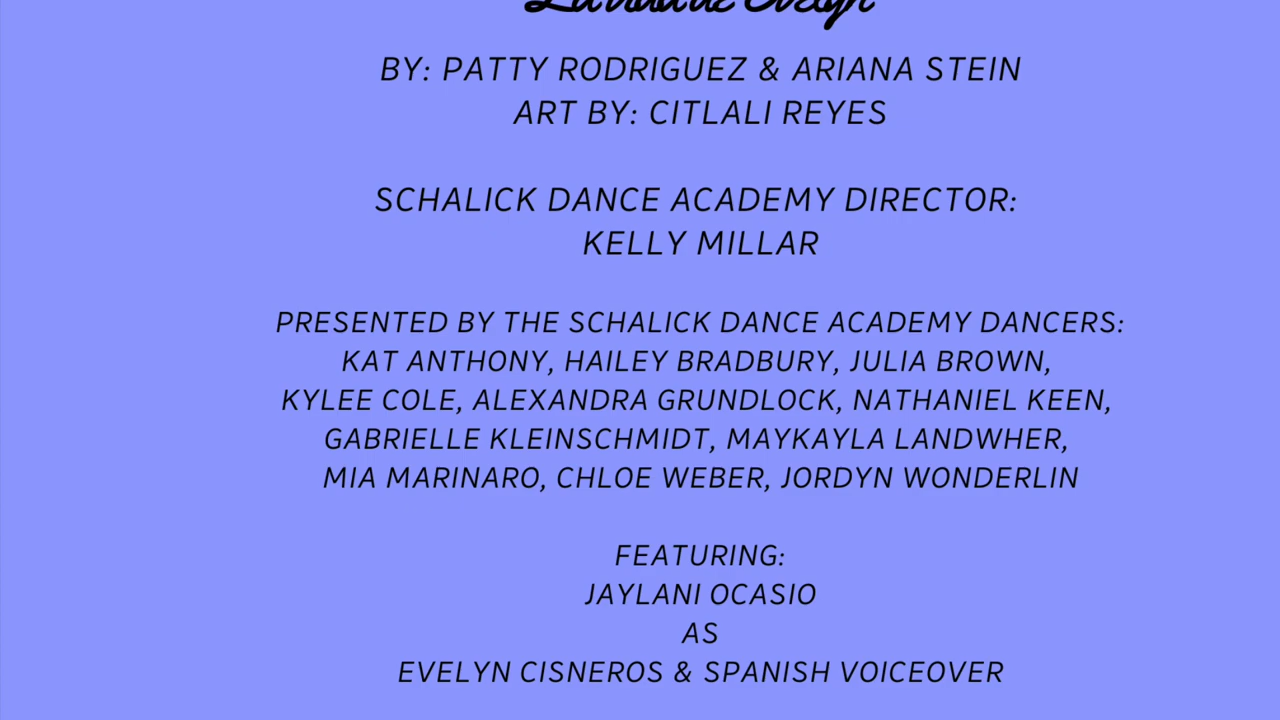 Evelyn
BY: PATTY RODRIGUEZ & ARIANA STEIN
ART BY: CITLALI REYES
SCHALICK DANCE ACADEMY DIRECTOR:
KELLY MILLAR
PRESENTED BY THE SCHALICK DANCE ACADEMY DANCERS:
KAT ANTHONY, HAILEY BRADBURY, JULIA BROWN,
KYLEE COLE, ALEXANDRA GRUNDLOCK, NATHANIEL KEEN,
GABRIELLE KLEINSCHMIDT, MAYKAYLA LANDWHER,
MIA MARINARO, CHLOE WEBER, JORDYN WONDERLIN
FEATURING:
JAYLANI OCASIO
AS
EVELYN CISNEROS & SPANISH VOICEOVER